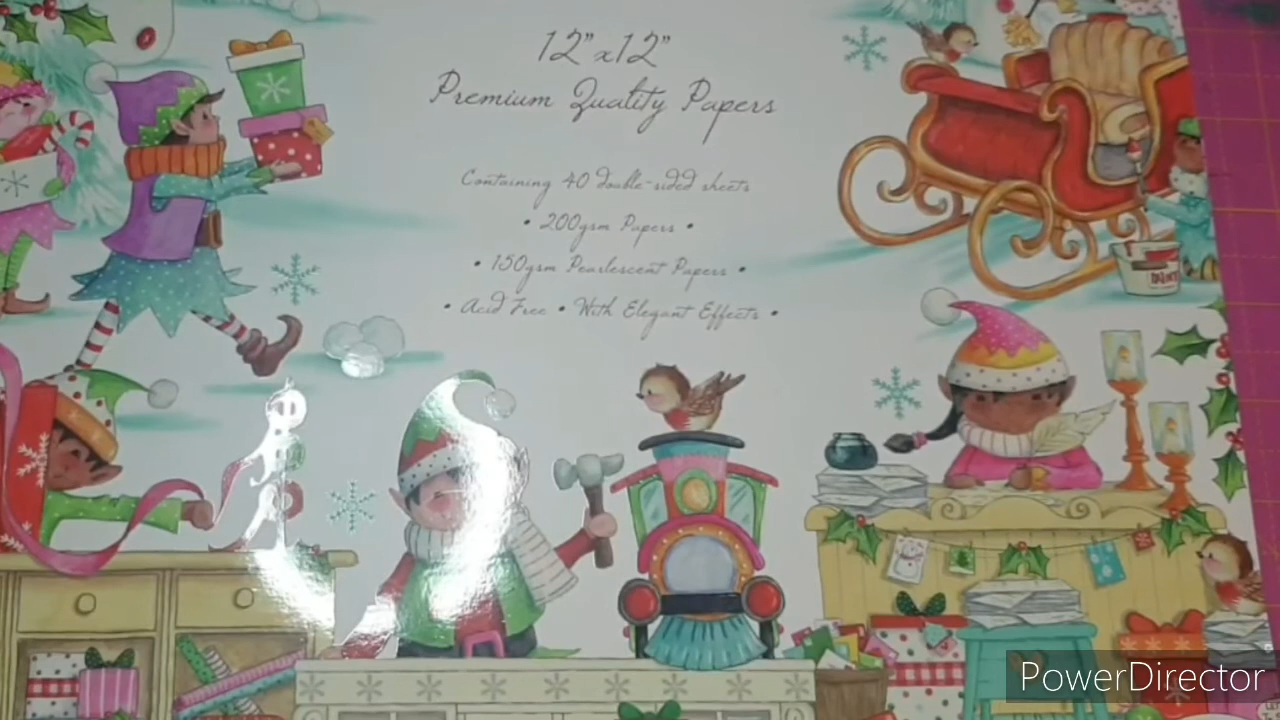 12"x12"
Premium Quality Papers
Containing 40 double-sided sheets
• 200gsm Papers •
• 150gsm Pearlescent Papers •
• Acid Free • With Elegant Effects •
PAINT
PowerDirector